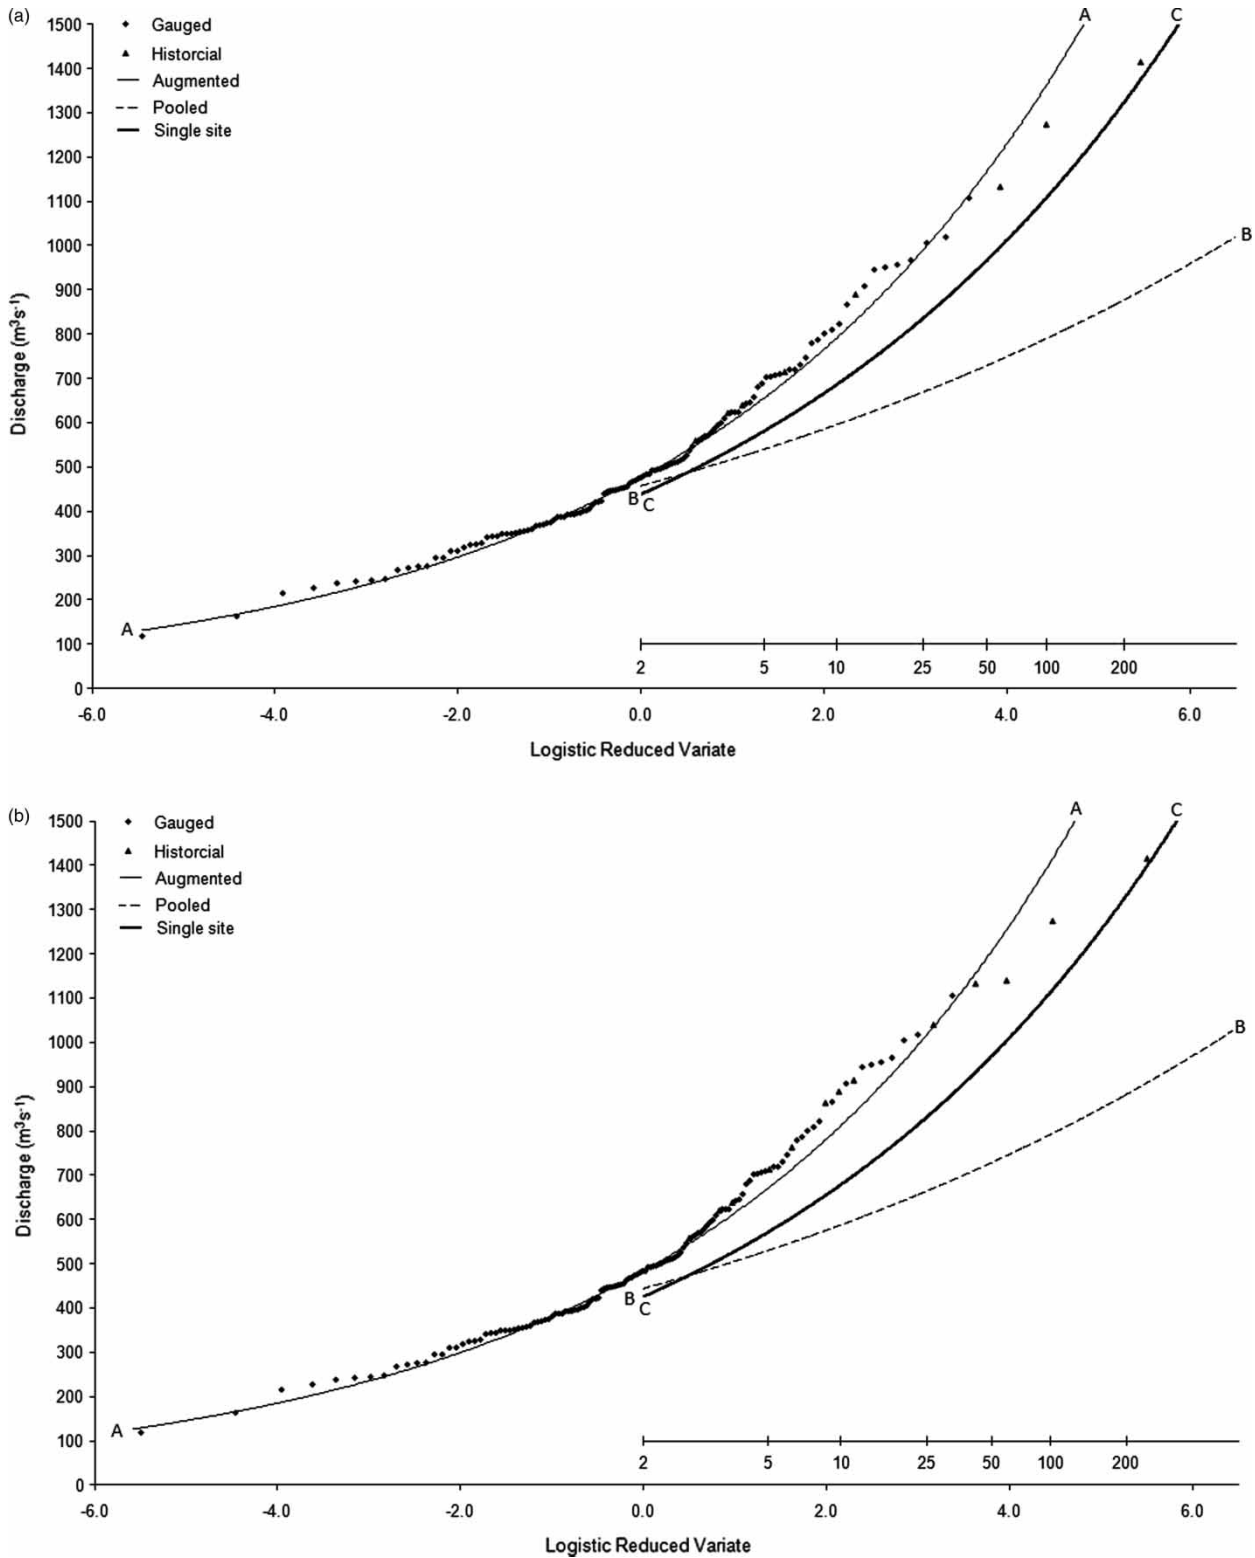 (a)
1500
1400
1300
1200
1100
1000
900
800
700
600
500
400
300
200
100
0
Discharge (m³s⁻¹)
Gauged
Historcial
Augmented
Pooled
Single site
A
C
B
B
C
A
2 5 10 25 50 100 200
-6.0 -4.0 -2.0 0.0 2.0 4.0 6.0
Logistic Reduced Variate
(b)
1500
1400
1300
1200
1100
1000
900
800
700
600
500
400
300
200
100
0
Discharge (m³s⁻¹)
Gauged
Historcial
Augmented
Pooled
Single site
A
C
B
B
C
A
2 5 10 25 50 100 200
-6.0 -4.0 -2.0 0.0 2.0 4.0 6.0
Logistic Reduced Variate